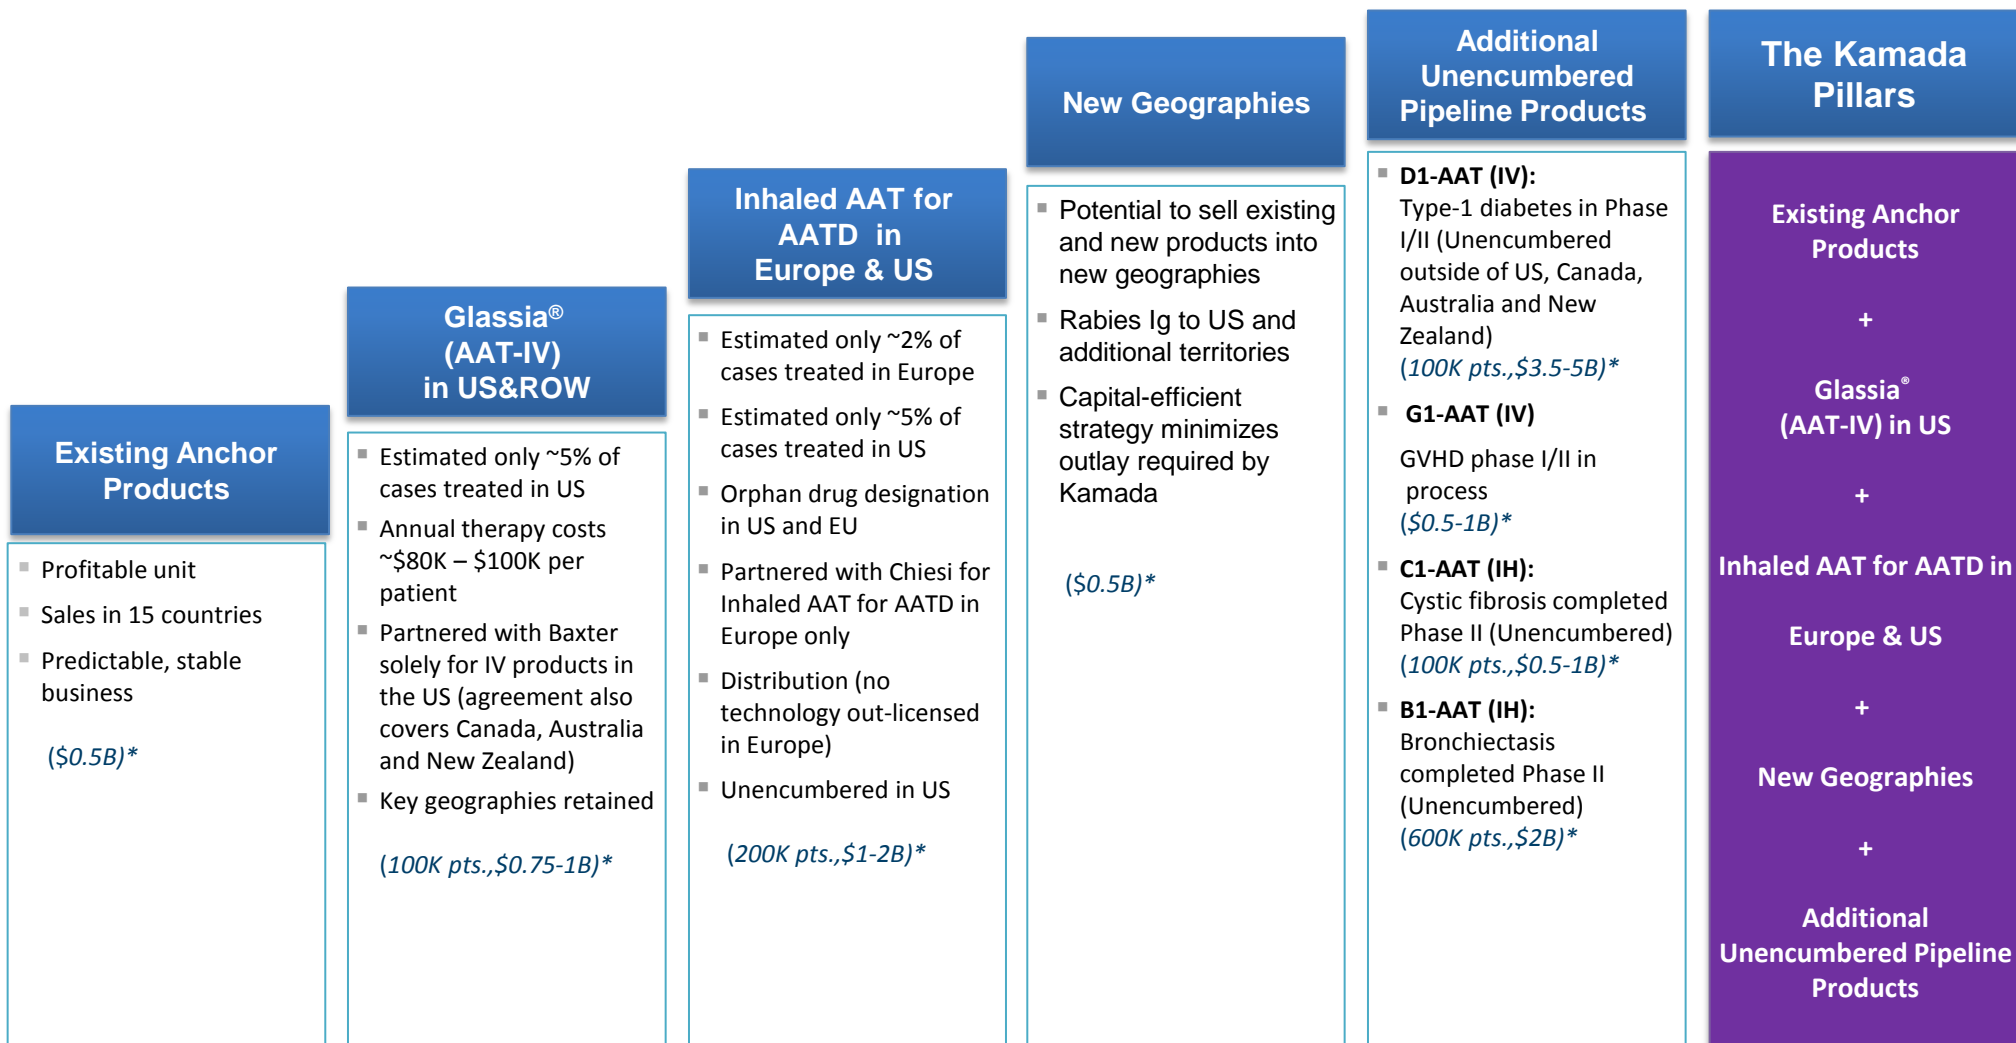 Existing Anchor
Products
▪ Profitable unit
▪ Sales in 15 countries
▪ Predictable, stable
business
($0.5B)*
Glassia®
(AAT-IV)
in US&ROW
▪ Estimated only ~5% of
cases treated in US
▪ Annual therapy costs
~$80K – $100K per
patient
▪ Partnered with Baxter
solely for IV products in
the US (agreement also
covers Canada, Australia
and New Zealand)
▪ Key geographies retained
(100K pts.,$0.75-1B)*
Inhaled AAT for
AATD in
Europe & US
▪ Estimated only ~2% of
cases treated in Europe
▪ Estimated only ~5% of
cases treated in US
▪ Orphan drug designation
in US and EU
▪ Partnered with Chiesi for
Inhaled AAT for AATD in
Europe only
▪ Distribution (no
technology out-licensed
in Europe)
▪ Unencumbered in US
(200K pts.,$1-2B)*
New Geographies
▪ Potential to sell existing
and new products into
new geographies
▪ Rabies Ig to US and
additional territories
▪ Capital-efficient
strategy minimizes
outlay required by
Kamada
($0.5B)*
Additional
Unencumbered
Pipeline Products
▪ D1-AAT (IV):
Type-1 diabetes in Phase
I/II (Unencumbered
outside of US, Canada,
Australia and New
Zealand)
(100K pts.,$3.5-5B)*
▪ G1-AAT (IV)
GVHD phase I/II in
process
($0.5-1B)*
▪ C1-AAT (IH):
Cystic fibrosis completed
Phase II (Unencumbered)
(100K pts.,$0.5-1B)*
▪ B1-AAT (IH):
Bronchiectasis
completed Phase II
(Unencumbered)
(600K pts.,$2B)*
The Kamada
Pillars
Existing Anchor
Products
+
Glassia®
(AAT-IV) in US
+
Inhaled AAT for AATD in
Europe & US
+
New Geographies
+
Additional
Unencumbered Pipeline
Products